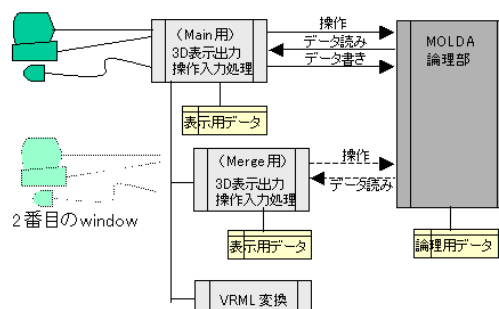 （Main用）
3D表示出力
操作入力処理
操作
データ読み
データ書き
MOLDA
論理部
表示用データ
（Merge用）
3D表示出力
操作入力処理
操作
データ読み
2番目のwindow
表示用データ
論理用データ
VRML変換